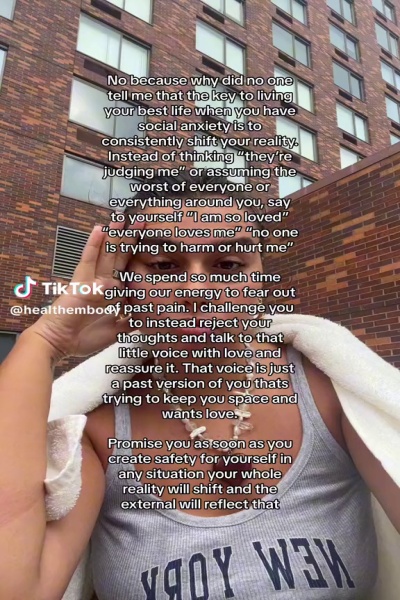 No because why did no one
tell me that the key to living
your best life when you have
social anxiety is to
consistently shift your reality.
Instead of thinking “they’re
judging me” or assuming the
worst of everyone or
everything around you, say
to yourself “I am so loved”
“everyone loves me” “no one
is trying to harm or hurt me”
We spend so much time
giving our energy to fear out
of past pain. I challenge you
to instead reject your
thoughts and talk to that
little voice with love and
reassure it. That voice is just
a past version of you thats
trying to keep you space and
wants love.
Promise you as soon as you
create safety for yourself in
any situation your whole
reality will shift and the
external will reflect that
TikTok
@healthembody
NEW YORK